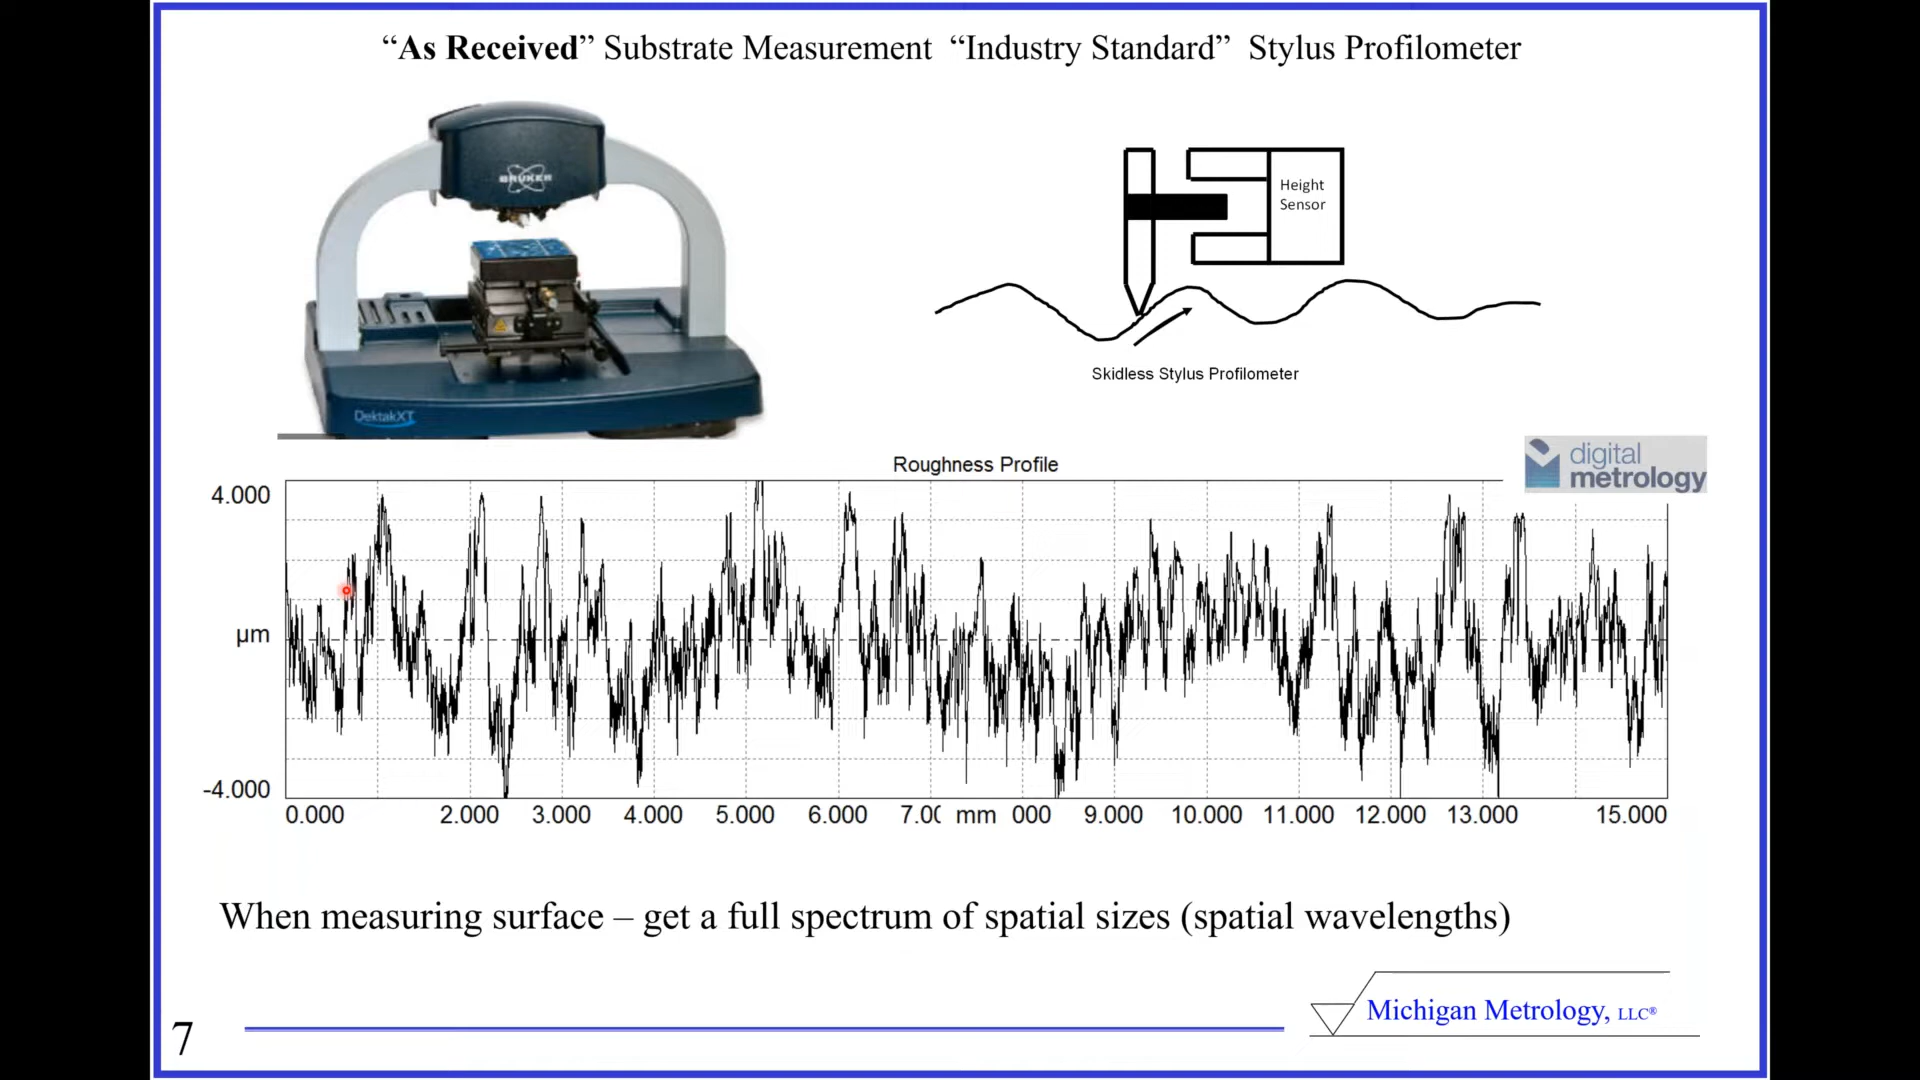 “As Received” Substrate Measurement “Industry Standard” Stylus Profilometer
BRUKER
DektakXT
Height
Sensor
Skidless Stylus Profilometer
digital
metrology
Roughness Profile
4.000
µm
-4.000
0.000 2.000 3.000 4.000 5.000 6.000 7.00 mm 000 9.000 10.000 11.000 12.000 13.000 15.000
When measuring surface – get a full spectrum of spatial sizes (spatial wavelengths)
Michigan Metrology, LLC®
7